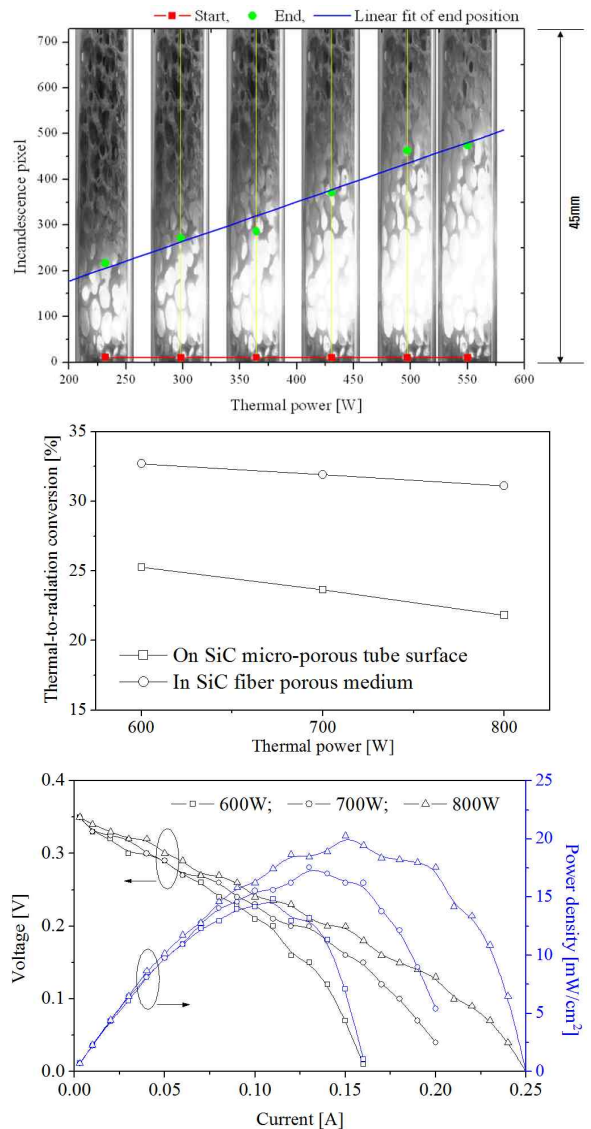 Start, End, Linear fit of end position
700
600
500
400
300
200
100
0
Incandescence pixel
200 250 300 350 400 450 500 550 600
Thermal power [W]
45mm
35
31
25
20
15
Thermal-to-radiation conversion [%]
On SiC micro-porous tube surface
In SiC fiber porous medium
600 700 800
Thermal power [W]
600W; 700W; 800W
0.4
0.3
0.2
0.1
0.0
Voltage [V]
25
20
15
10
5
0
Power density [mW/cm²]
0.00 0.05 0.10 0.15 0.20 0.25
Current [A]